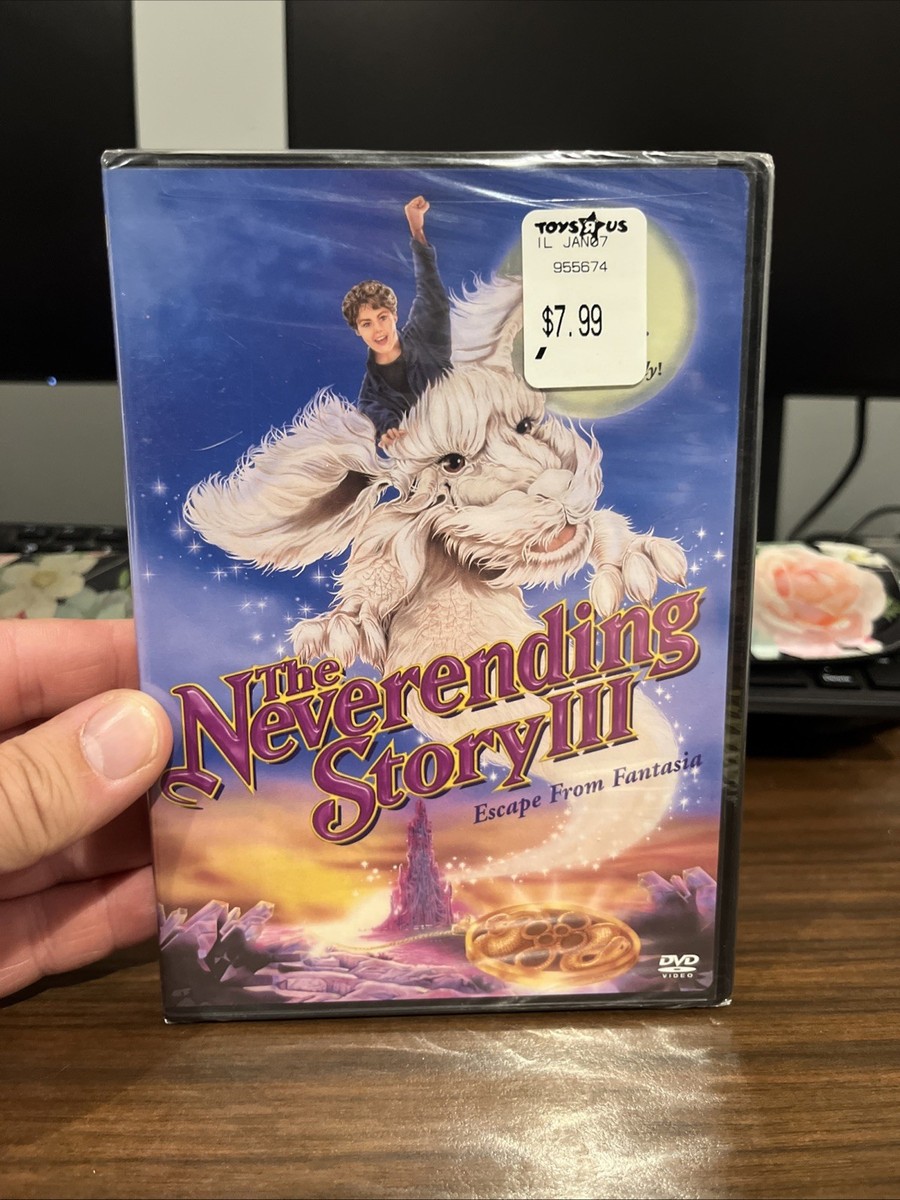 TOYS R US
IL JAN07
955674
$7.99
The
Neverending
Story III
Escape From Fantasia
DVD
VIDEO